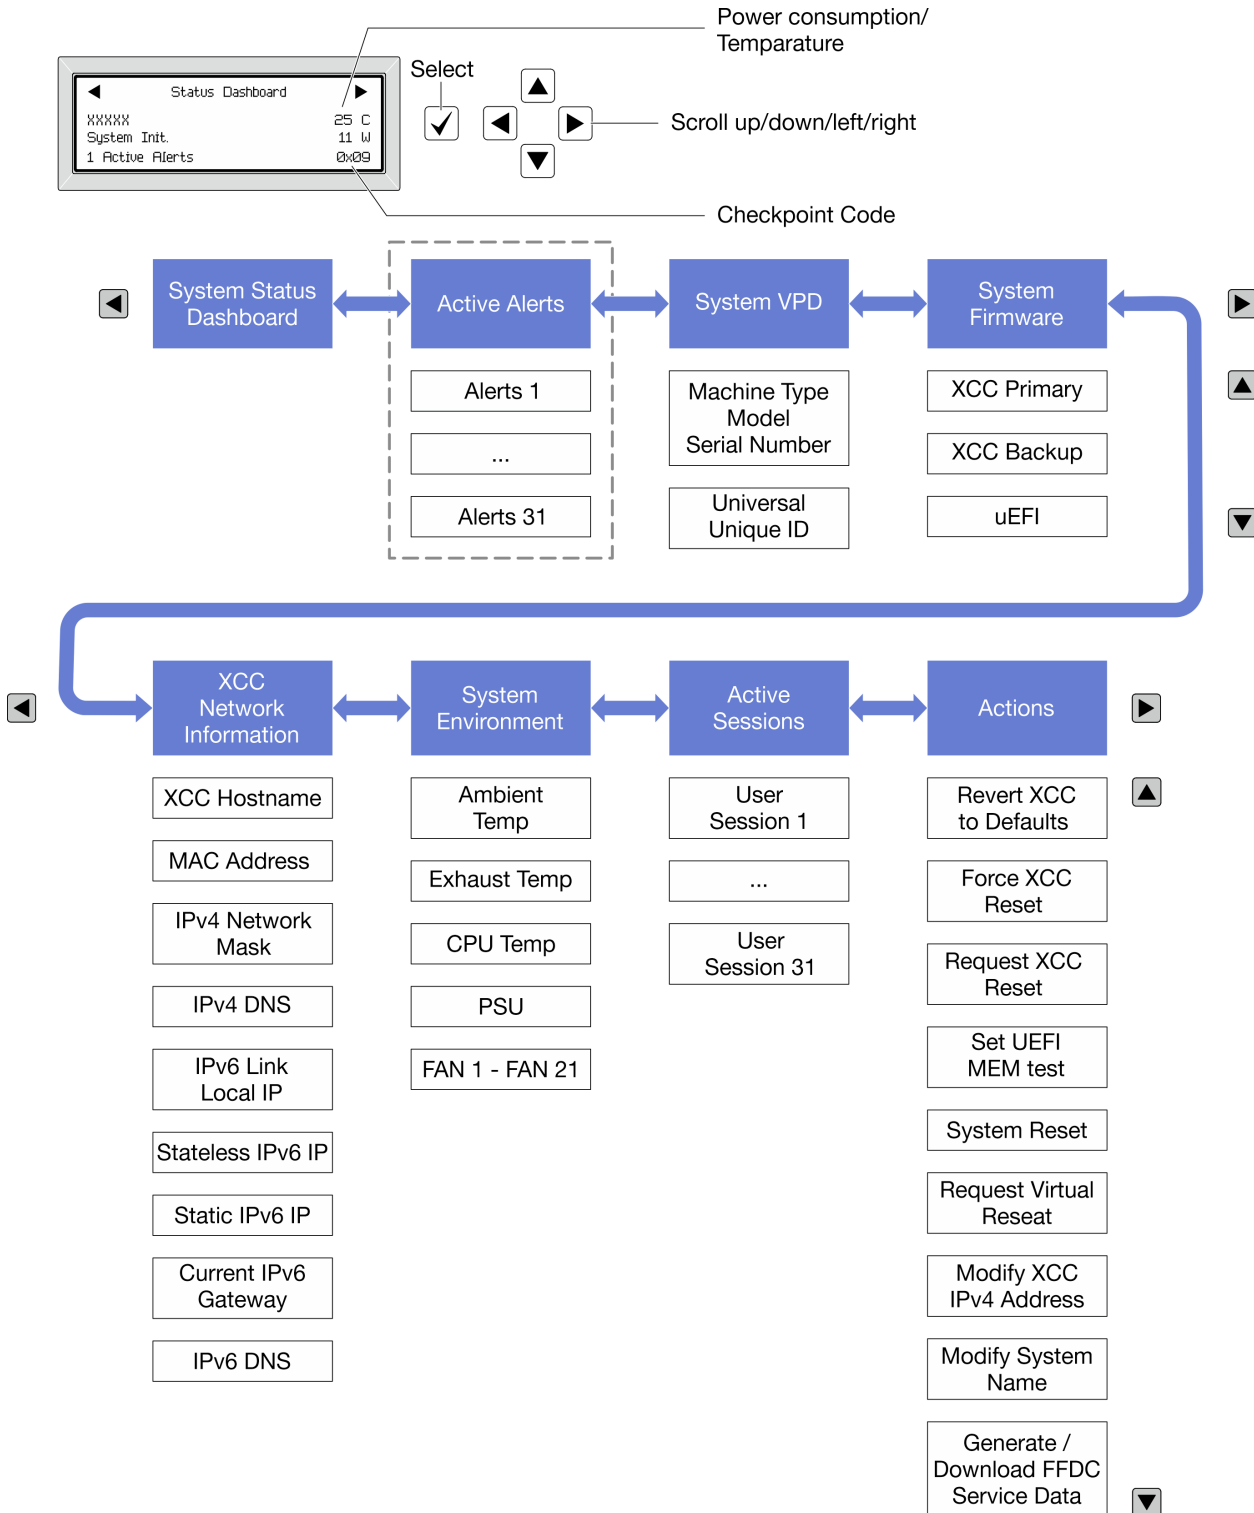 Power consumption/
Temparature
Select
Status Dashboard
XXXXX 25 C
System Init. 11 W
1 Active Alerts 0x09
Scroll up/down/left/right
Checkpoint Code
System Status
Dashboard
Active Alerts
System VPD
System
Firmware
Alerts 1
...
Alerts 31
Machine Type
Model
Serial Number
Universal
Unique ID
XCC Primary
XCC Backup
uEFI
XCC
Network
Information
System
Environment
Active
Sessions
Actions
XCC Hostname
MAC Address
IPv4 Network
Mask
IPv4 DNS
IPv6 Link
Local IP
Stateless IPv6 IP
Static IPv6 IP
Current IPv6
Gateway
IPv6 DNS
Ambient
Temp
Exhaust Temp
CPU Temp
PSU
FAN 1 - FAN 21
User
Session 1
...
User
Session 31
Revert XCC
to Defaults
Force XCC
Reset
Request XCC
Reset
Set UEFI
MEM test
System Reset
Request Virtual
Reseat
Modify XCC
IPv4 Address
Modify System
Name
Generate /
Download FFDC
Service Data